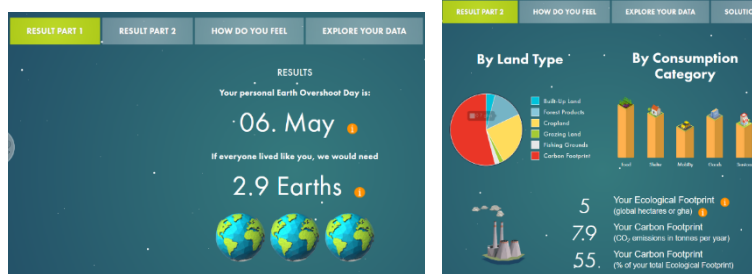 RESULT PART 1
RESULT PART 2
HOW DO YOU FEEL
EXPLORE YOUR DATA
RESULTS
Your personal Earth Overshoot Day is:
06. May
If everyone lived like you, we would need
2.9 Earths
RESULT PART 2
HOW DO YOU FEEL
EXPLORE YOUR DATA
SOLUTIO
By Land Type
Built-Up Land
Forest Products
Cropland
Grazing Land
Fishing Grounds
Carbon Footprint
By Consumption
Category
Food
Mobility
Goods
5
Your Ecological Footprint
(global hectares or gha)
7.9
Your Carbon Footprint
(CO₂ emissions in tonnes per year)
55
Your Carbon Footprint
(% of your total Ecological Footprint)